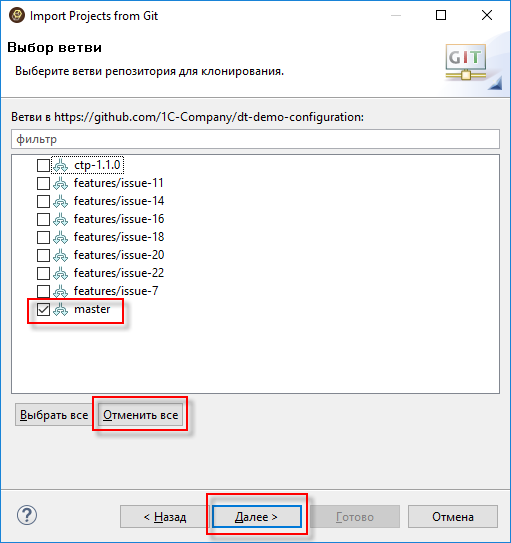 Import Projects from Git
Выбор ветви
Выберите ветви репозитория для клонирования.
GIT
Ветви в https://github.com/1C-Company/dt-demo-configuration:
фильтр
ctp-1.1.0
features/issue-11
features/issue-14
features/issue-16
features/issue-18
features/issue-20
features/issue-22
features/issue-7
master
Выбрать все Отменить все
? < Назад Далее > Готово Отмена